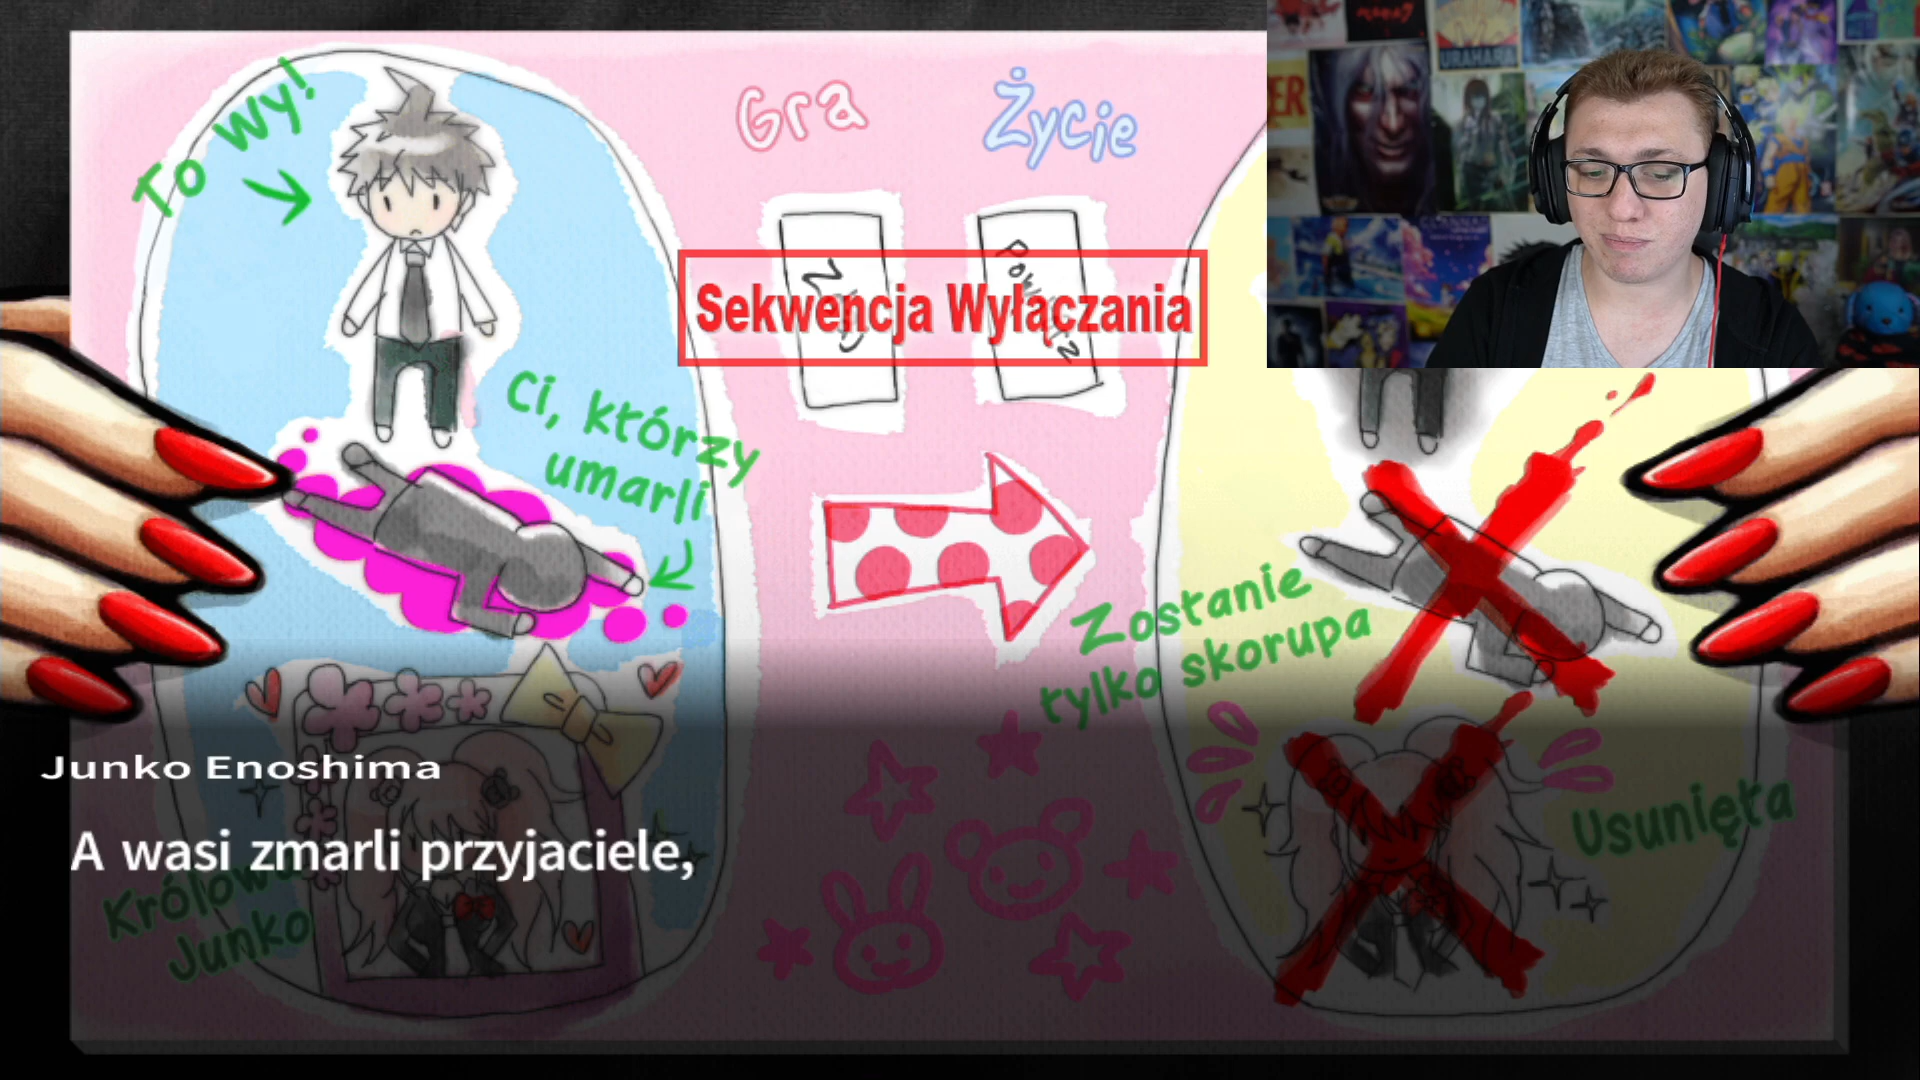 To wy!
Gra
Życie
Sekwencja Wyłączania
Ci, którzy
umarli
Zostanie
tylko skorupa
Królowa
Junko
Usunięta
Junko Enoshima
A wasi zmarli przyjaciele,
URAHARA